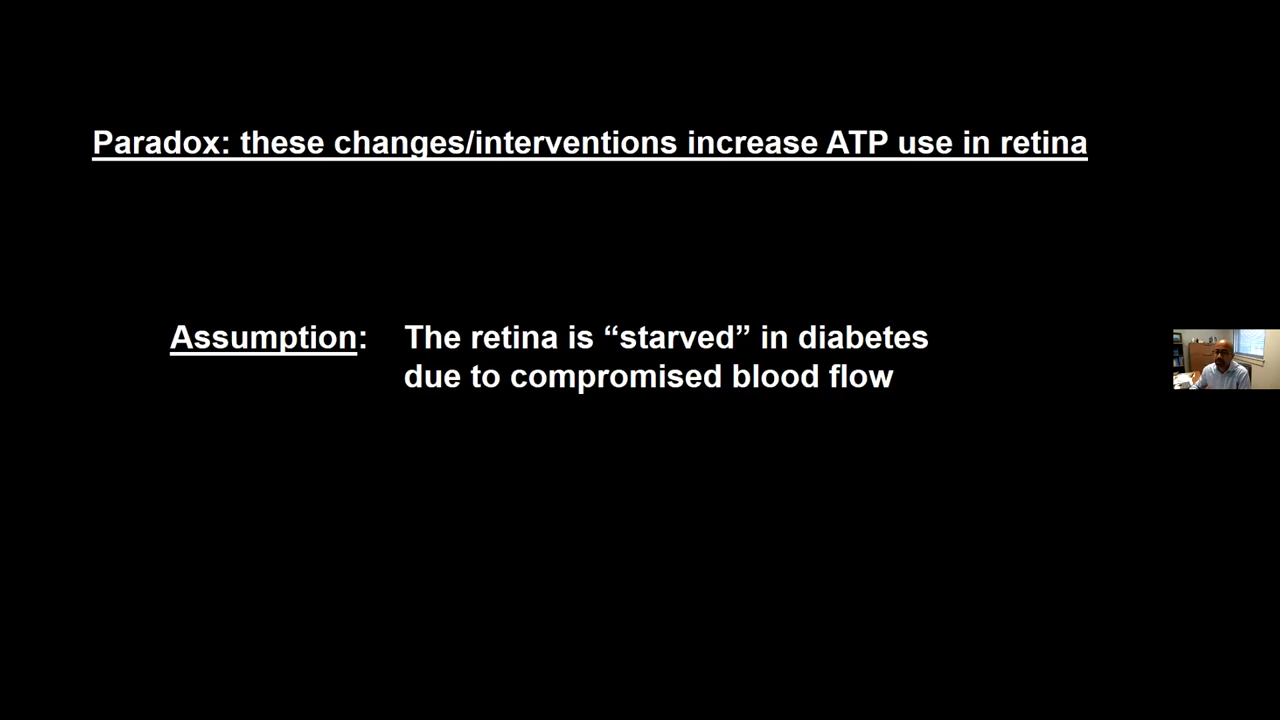 Paradox: these changes/interventions increase ATP use in retina
Assumption: The retina is “starved” in diabetes
due to compromised blood flow